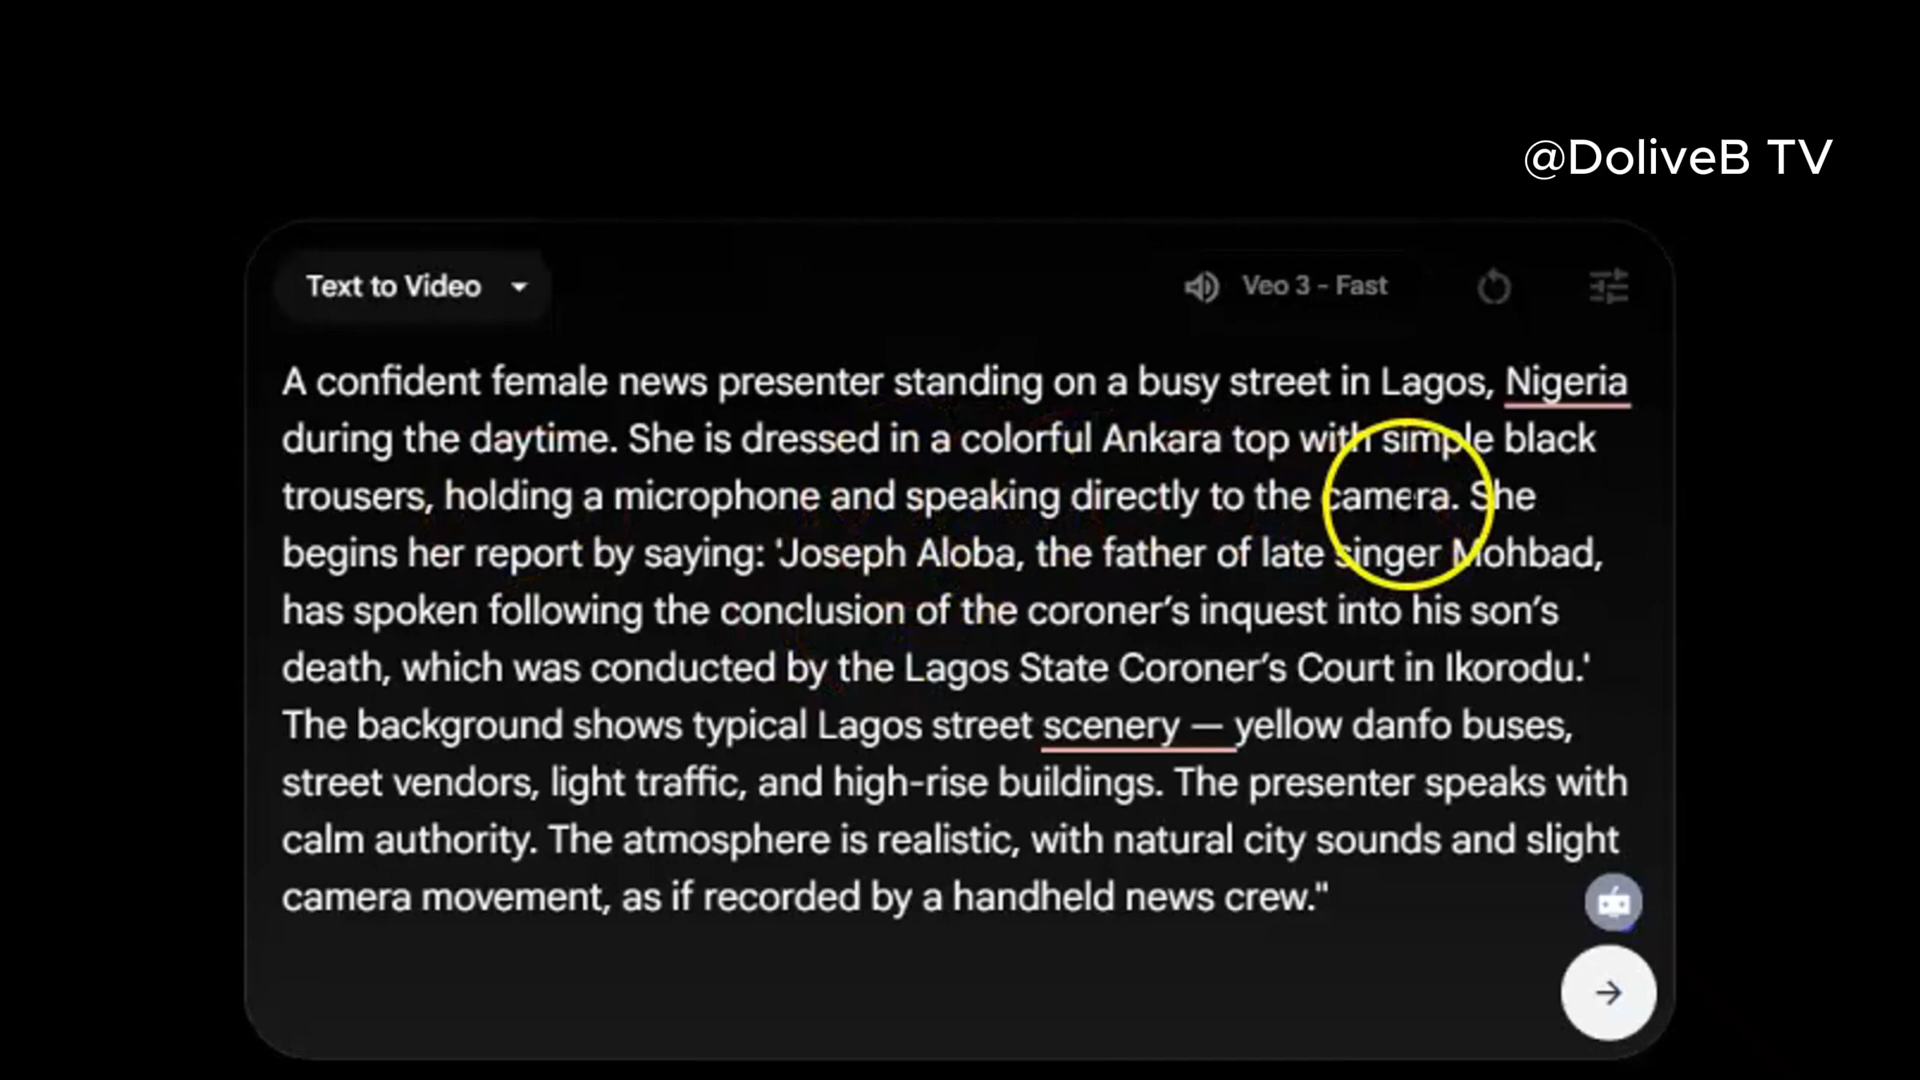 @DoliveB TV
Text to Video
Veo 3 - Fast
A confident female news presenter standing on a busy street in Lagos, Nigeria
during the daytime. She is dressed in a colorful Ankara top with simple black
trousers, holding a microphone and speaking directly to the camera. She
begins her report by saying: 'Joseph Aloba, the father of late singer Mohbad,
has spoken following the conclusion of the coroner’s inquest into his son’s
death, which was conducted by the Lagos State Coroner’s Court in Ikorodu.'
The background shows typical Lagos street scenery — yellow danfo buses,
street vendors, light traffic, and high-rise buildings. The presenter speaks with
calm authority. The atmosphere is realistic, with natural city sounds and slight
camera movement, as if recorded by a handheld news crew."